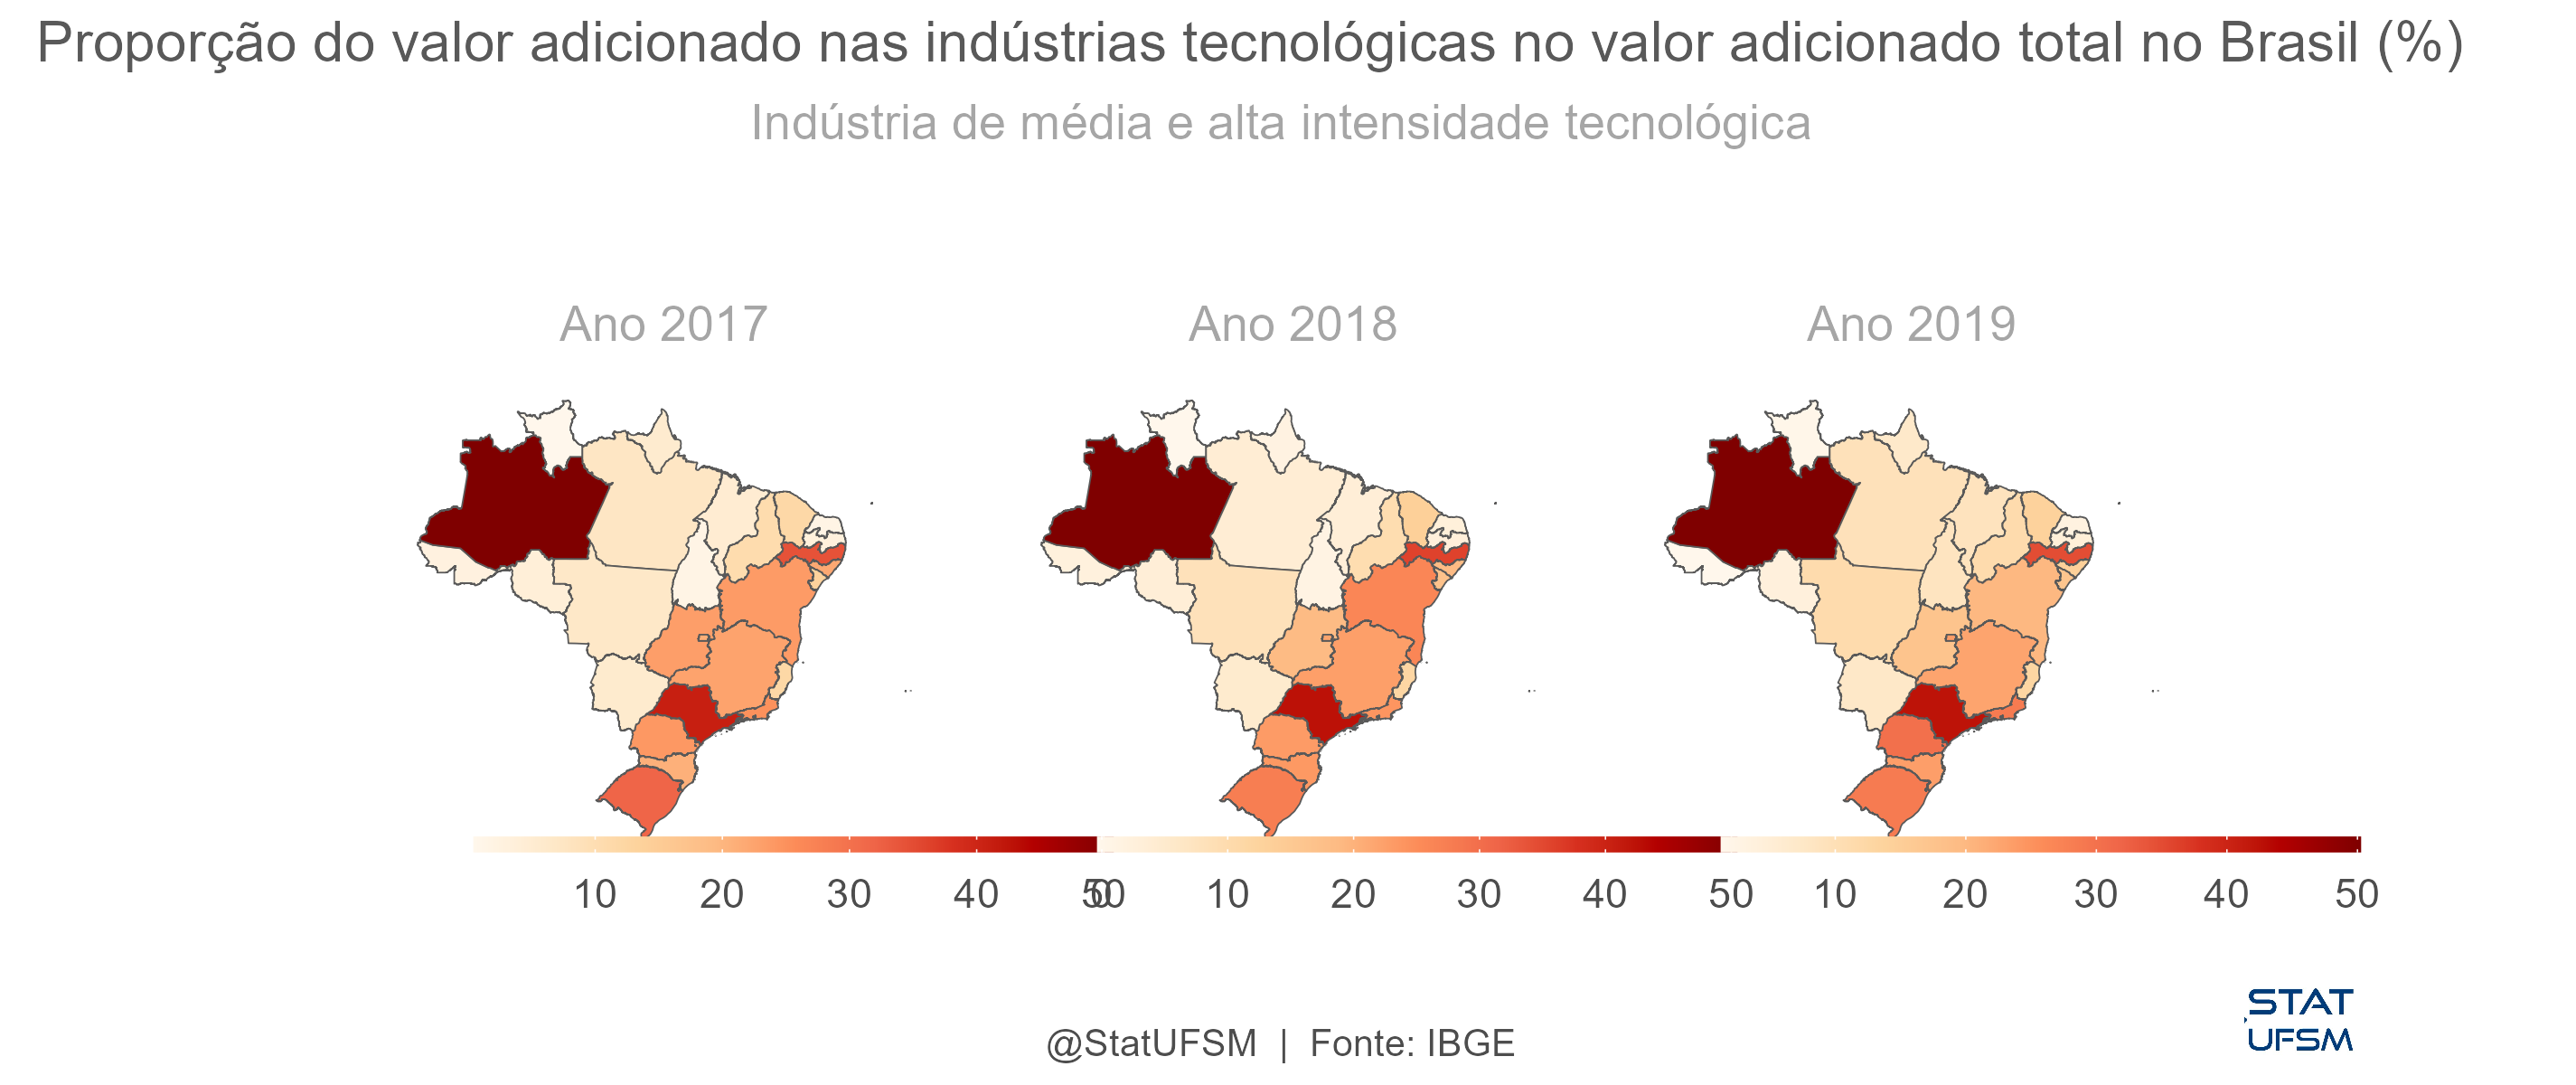 Proporção do valor adicionado nas indústrias tecnológicas no valor adicionado total no Brasil (%)
Indústria de média e alta intensidade tecnológica
Ano 2017 Ano 2018 Ano 2019
10 20 30 40 50 0 10 20 30 40 50 10 20 30 40 50
STAT
UFSM
@StatUFSM | Fonte: IBGE